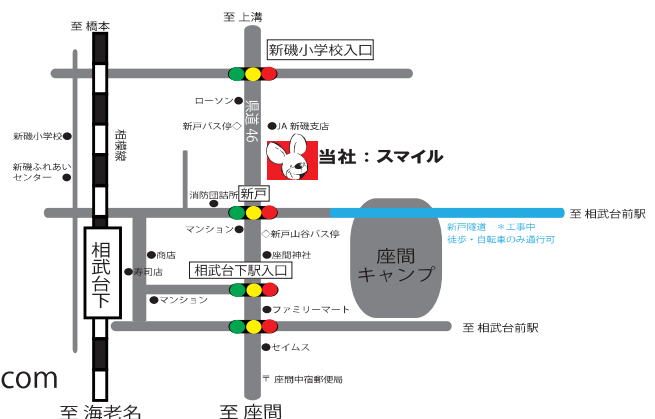 至 橋本
至 上溝
新磯小学校入口
ローソン
県道 46
新戸バス停◇
JA 新磯支店
新磯小学校
相模線
当社：スマイル
新磯ふれあい
センター
消防団詰所
新戸
至 相武台前駅
新戸隧道　＊工事中
徒歩・自転車のみ通行可
マンション
◇新戸山谷バス停
相武台下
商店
座間神社
座間
キャンプ
寿司店
相武台下駅入口
マンション
ファミリーマート
至 相武台前駅
セイムス
com
〒 座間中宿郵便局
至 海老名
至 座間